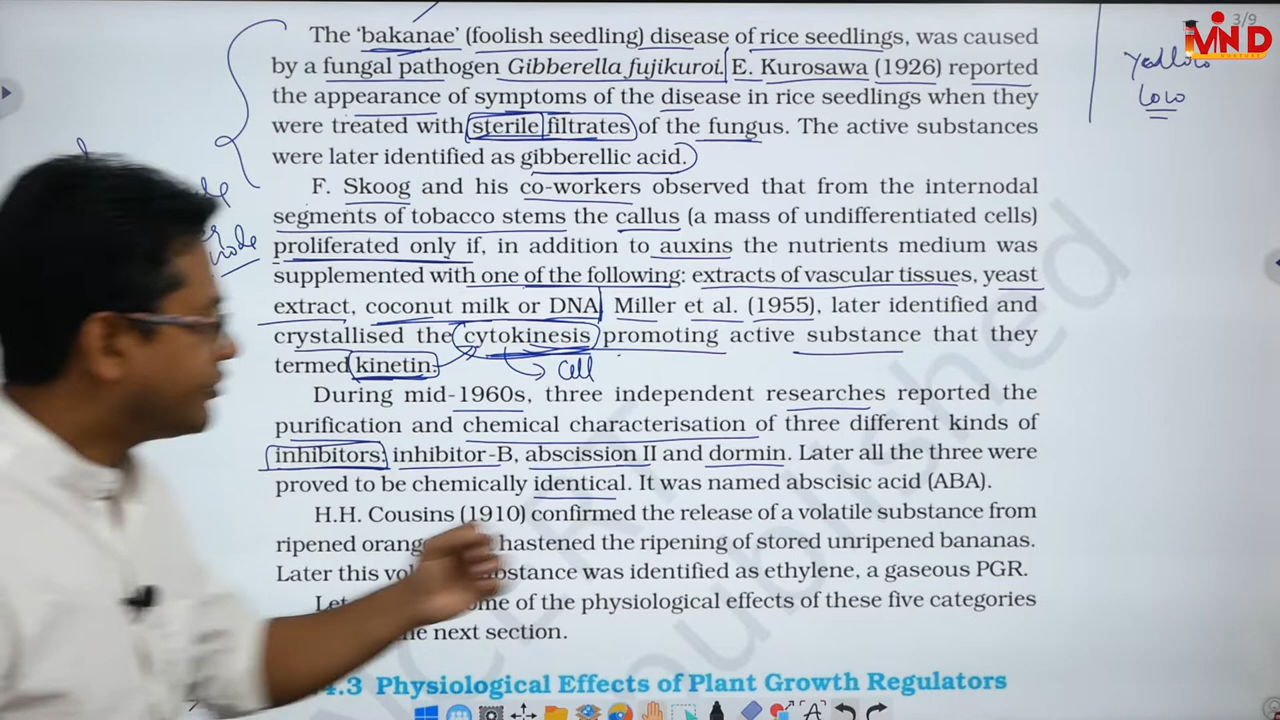 3/9
MIND
The 'bakanae' (foolish seedling) disease of rice seedlings, was caused
by a fungal pathogen Gibberella fujikuroi. E. Kurosawa (1926) reported
the appearance of symptoms of the disease in rice seedlings when they
were treated with sterile filtrates of the fungus. The active substances
were later identified as gibberellic acid.
F. Skoog and his co-workers observed that from the internodal
segments of tobacco stems the callus (a mass of undifferentiated cells)
proliferated only if, in addition to auxins the nutrients medium was
supplemented with one of the following: extracts of vascular tissues, yeast
extract, coconut milk or DNA. Miller et al. (1955), later identified and
crystallised the cytokinesis promoting active substance that they
termed kinetin.
cell
During mid-1960s, three independent researches reported the
purification and chemical characterisation of three different kinds of
inhibitors: inhibitor-B, abscission II and dormin. Later all the three were
proved to be chemically identical. It was named abscisic acid (ABA).
H.H. Cousins (1910) confirmed the release of a volatile substance from
ripened orang hastened the ripening of stored unripened bananas.
Later this vo bstance was identified as ethylene, a gaseous PGR.
Let me of the physiological effects of these five categories
ne next section.
4.3 Physiological Effects of Plant Growth Regulators